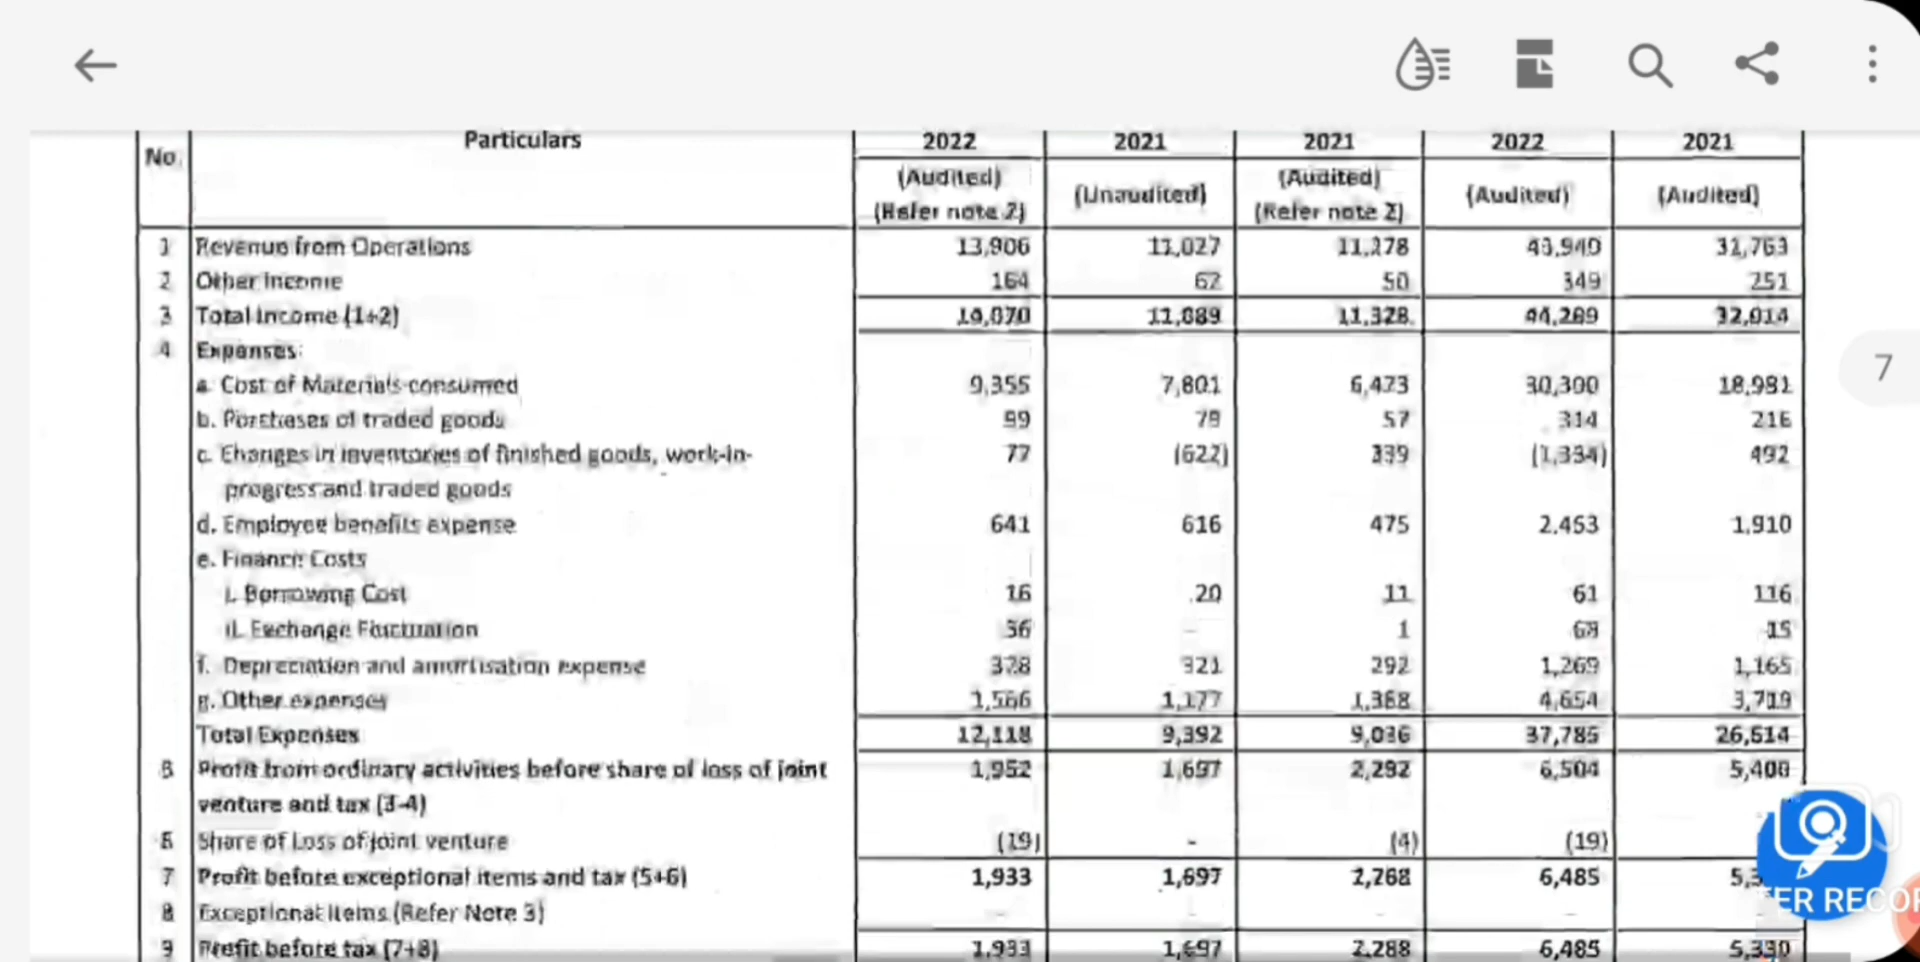 No. Particulars 2022 2021 2021 2022 2021
(Audited) (Unaudited) (Audited) (Audited) (Audited)
(Refer note 2) (Refer note 2)
1 Revenue from Operations 13,906 11,027 11,278 43,940 31,763
2 Other Income 164 62 50 349 251
3 Total Income (1+2) 14,070 11,089 11,328 44,289 32,014
4 Expenses:
a. Cost of Materials consumed 9,355 7,801 6,473 30,300 18,981
b. Purchases of traded goods 99 79 57 314 216
c. Changes in inventories of finished goods, work-in- 77 (622) 339 (1,334) 492
progress and traded goods
d. Employee benefits expense 641 616 475 2,453 1,910
e. Finance Costs
i. Borrowing Cost 16 20 11 61 116
ii. Exchange Fluctuation 36 - 1 68 15
f. Depreciation and amortisation expense 328 321 292 1,269 1,165
g. Other expenses 1,566 1,177 1,388 4,654 3,719
Total Expenses 12,118 9,392 9,036 37,785 26,614
5 Profit from ordinary activities before share of loss of joint 1,952 1,697 2,292 6,504 5,400
venture and tax (3-4)
6 Share of Loss of joint venture (19) - (4) (19)
7 Profit before exceptional items and tax (5+6) 1,933 1,697 2,288 6,485
8 Exceptional Items (Refer Note 3) - - - -
9 Profit before tax (7+8) 1,933 1,697 2,288 6,485 5,390
7
ER RECOR